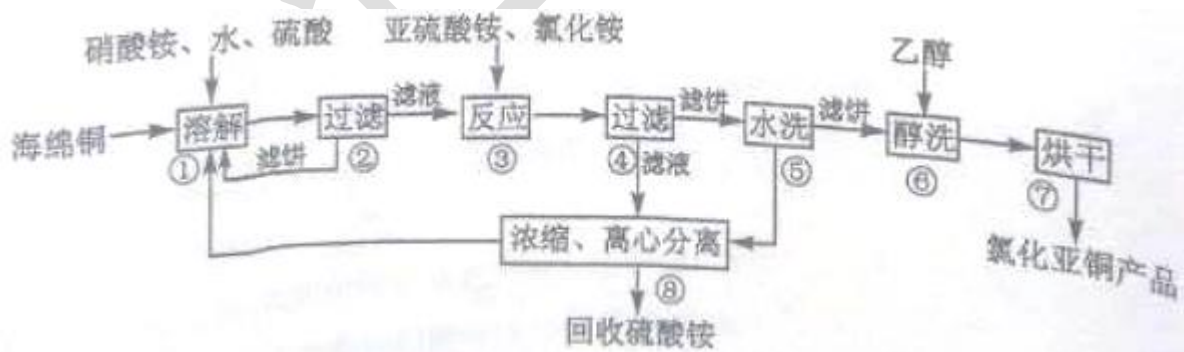 硝酸铵、水、硫酸
亚硫酸铵、氯化铵
乙醇
海绵铜
溶解
过滤
滤液
反应
过滤
滤饼
水洗
滤饼
醇洗
烘干
①
滤饼
②
③
④
滤液
⑤
⑥
⑦
浓缩、离心分离
氯化亚铜产品
⑧
回收硫酸铵